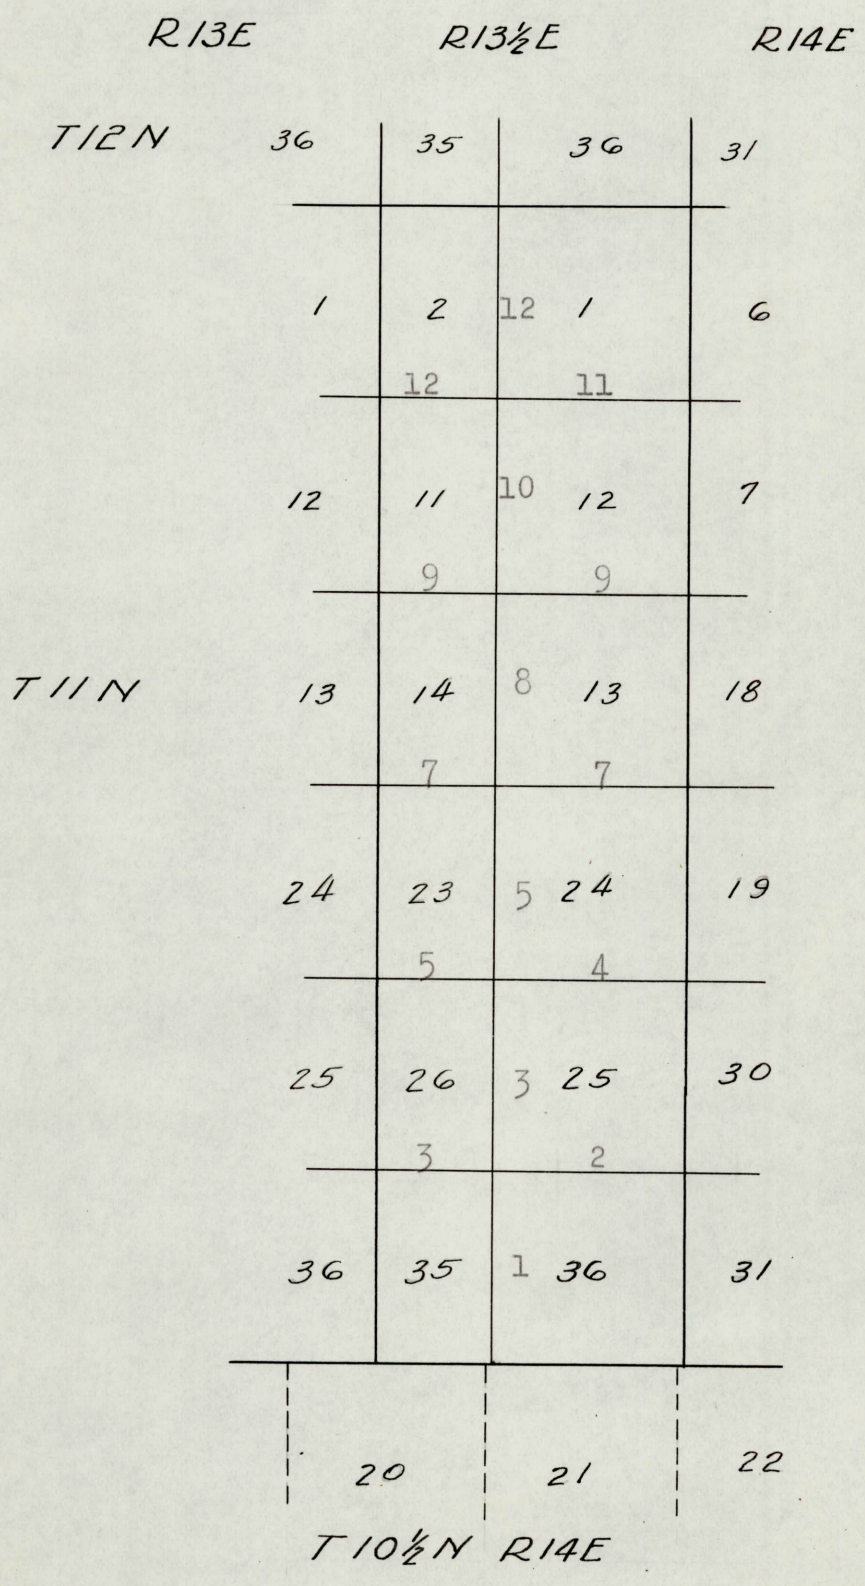 R13E R13½E R14E
T12N 36 35 36 31
1 2 12 1 6
12 11
12 11 10 12 7
9 9
T11N 13 14 8 13 18
7 7
24 23 5 24 19
5 4
25 26 3 25 30
3 2
36 35 1 36 31
20 21 22
T10½N R14E